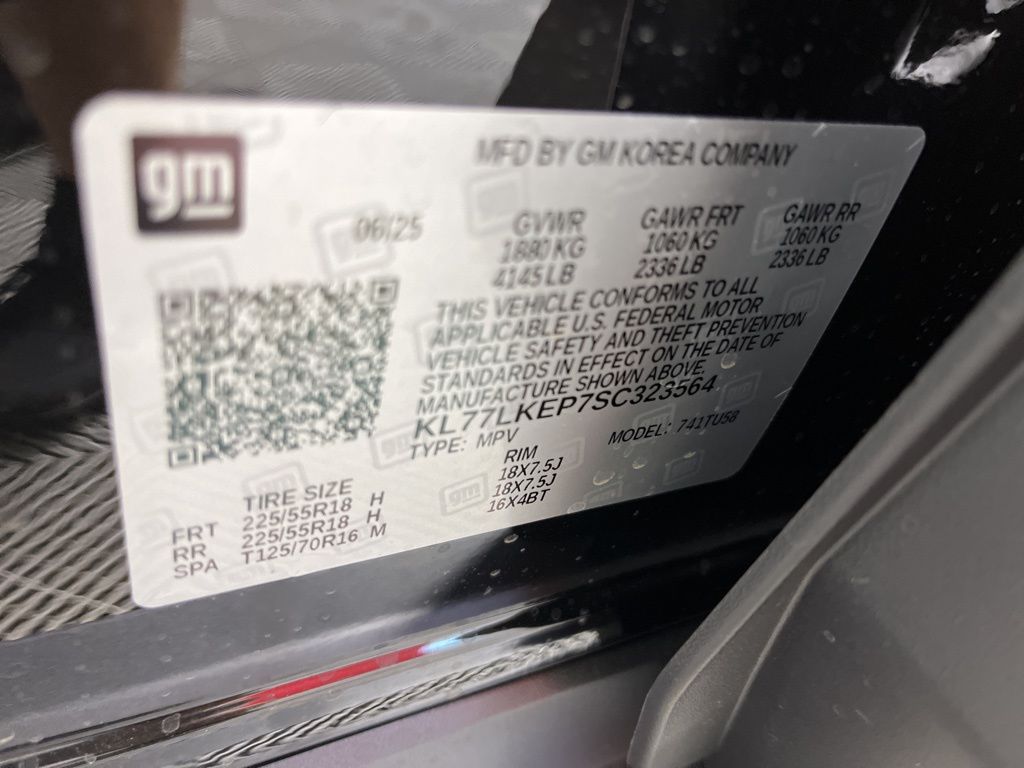 gm
MFD BY GM KOREA COMPANY
06/25
GVWR GAWR FRT GAWR RR
1880 KG 1060 KG 1060 KG
4145 LB 2336 LB 2336 LB
THIS VEHICLE CONFORMS TO ALL
APPLICABLE U.S. FEDERAL MOTOR
VEHICLE SAFETY AND THEFT PREVENTION
STANDARDS IN EFFECT ON THE DATE OF
MANUFACTURE SHOWN ABOVE.
KL77LKEP7SC323564
TYPE: MPV MODEL: 741TU58
TIRE SIZE RIM
FRT 225/55R18 H 18X7.5J
RR 225/55R18 H 18X7.5J
SPA T125/70R16 M 16X4BT